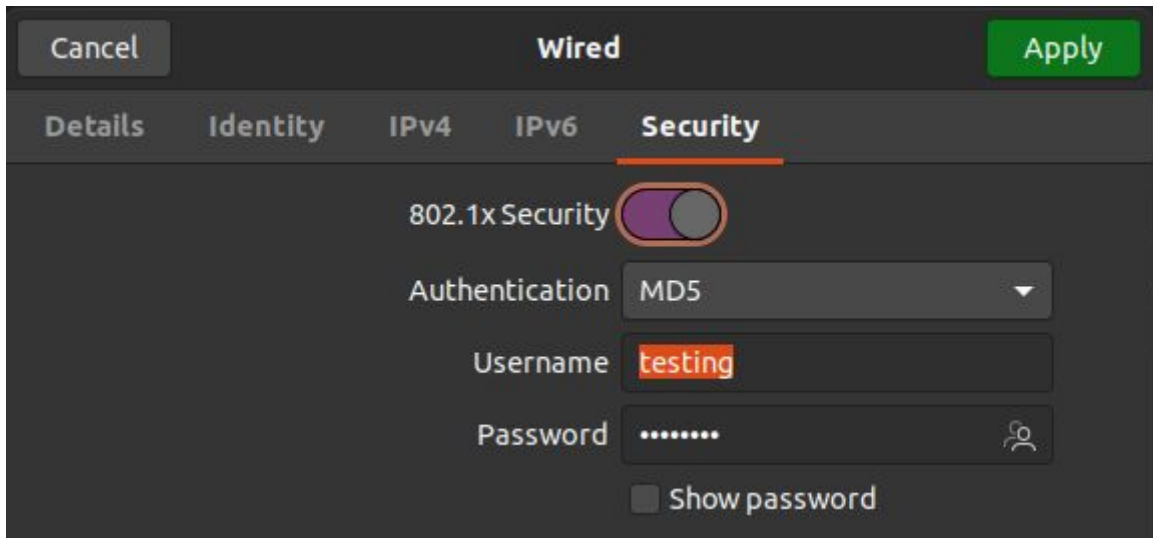 Cancel Wired Apply
Details Identity IPv4 IPv6 Security
802.1x Security
Authentication MD5
Username testing
Password ••••••••
Show password